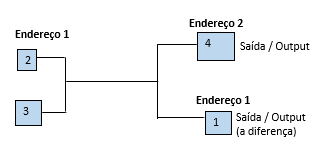 Endereço 1
2
3
Endereço 2
4 Saída / Output
Endereço 1
1 Saída / Output
(a diferença)